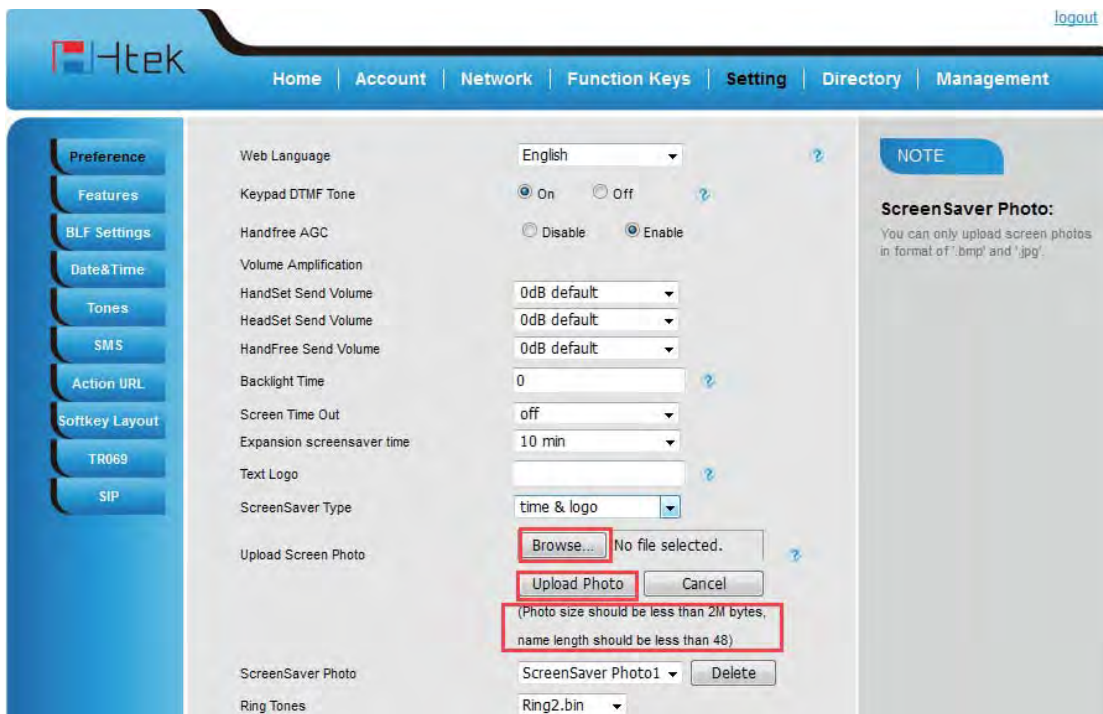 logout
Htek
Home | Account | Network | Function Keys | Setting | Directory | Management
Preference
Features
BLF Settings
Date&Time
Tones
SMS
Action URL
Softkey Layout
TR069
SIP
Web Language English
Keypad DTMF Tone On Off
Handfree AGC Disable Enable
Volume Amplification
HandSet Send Volume 0dB default
HeadSet Send Volume 0dB default
HandFree Send Volume 0dB default
Backlight Time 0
Screen Time Out off
Expansion screensaver time 10 min
Text Logo
ScreenSaver Type time & logo
Upload Screen Photo Browse... No file selected.
Upload Photo Cancel
(Photo size should be less than 2M bytes,
name length should be less than 48)
ScreenSaver Photo ScreenSaver Photo1 Delete
Ring Tones Ring2.bin
NOTE
ScreenSaver Photo:
You can only upload screen photos
in format of '.bmp' and '.jpg'.